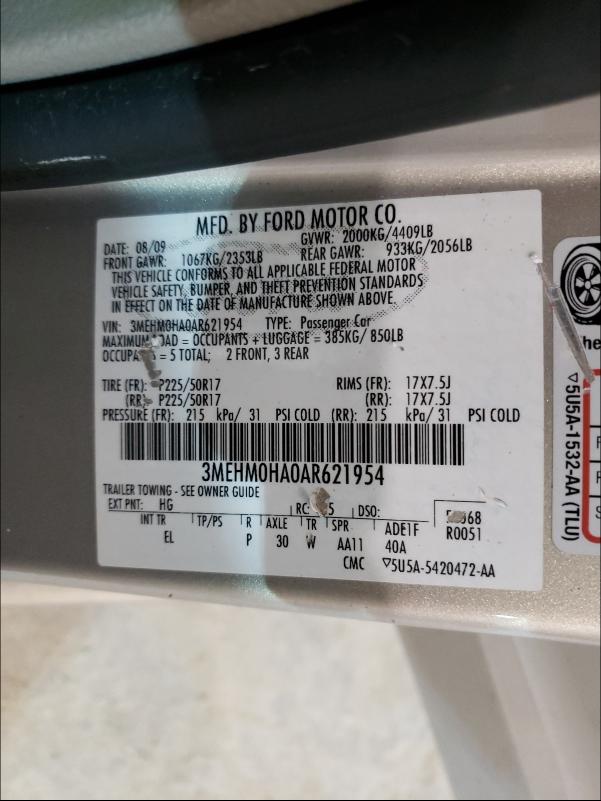 MFD. BY FORD MOTOR CO.
DATE: 08/09 GVWR: 2000KG/4409LB
FRONT GAWR: 1067KG/2353LB REAR GAWR: 933KG/2056LB
THIS VEHICLE CONFORMS TO ALL APPLICABLE FEDERAL MOTOR
VEHICLE SAFETY, BUMPER, AND THEFT PREVENTION STANDARDS
IN EFFECT ON THE DATE OF MANUFACTURE SHOWN ABOVE.
VIN: 3MEHM0HA0AR621954 TYPE: Passenger Car
MAXIMUM LOAD = OCCUPANTS + LUGGAGE = 385KG/ 850LB
OCCUPANTS = 5 TOTAL; 2 FRONT, 3 REAR
TIRE (FR): P225/50R17 RIMS (FR): 17X7.5J
(RR): P225/50R17 (RR): 17X7.5J
PRESSURE (FR): 215 kPa/ 31 PSI COLD (RR): 215 kPa/ 31 PSI COLD
3MEHM0HA0AR621954
TRAILER TOWING - SEE OWNER GUIDE
EXT PNT: HG RC: DSO:
INT TR TP/PS R AXLE TR SPR ADE1F R0051
EL P 30 W AA11 40A
CMC ▽5U5A-5420472-AA
▽5U5A-1532-AA (TLU)